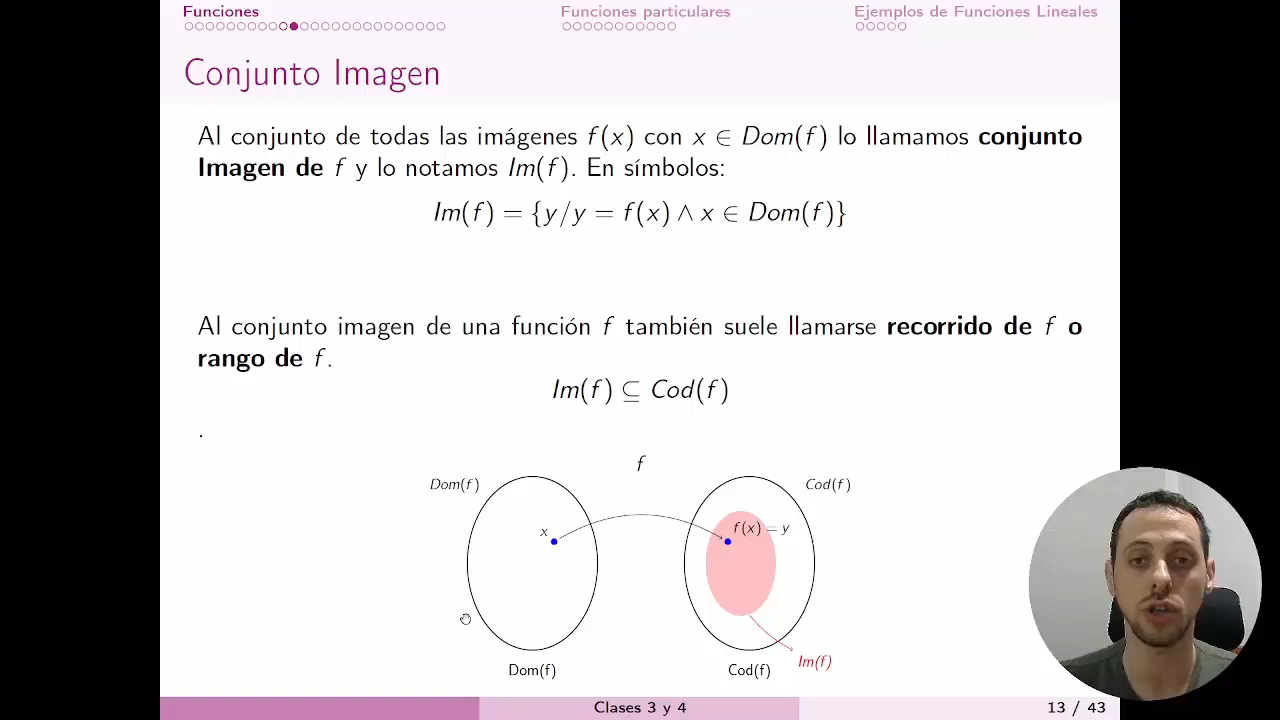 Funciones Funciones particulares Ejemplos de Funciones Lineales
Conjunto Imagen
Al conjunto de todas las imágenes f(x) con x ∈ Dom(f) lo llamamos conjunto
Imagen de f y lo notamos Im(f). En símbolos:
Im(f) = {y/y = f(x) ∧ x ∈ Dom(f)}
Al conjunto imagen de una función f también suele llamarse recorrido de f o
rango de f.
Im(f) ⊆ Cod(f)
.
f
Dom(f) Cod(f)
x f(x) = y
Im(f)
Dom(f) Cod(f)
Clases 3 y 4 13 / 43